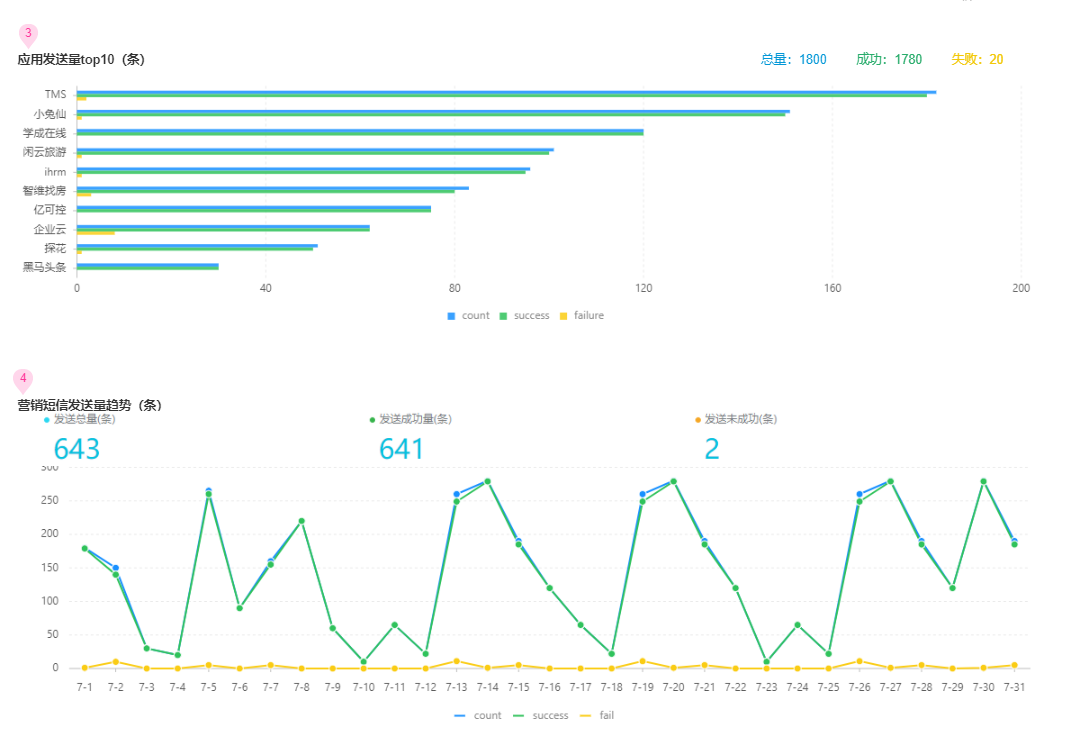 3
应用发送量top10（条）
总量：1800 成功：1780 失败：20
TMS
小兔仙
学成在线
闲云旅游
ihrm
智维找房
亿可控
企业云
探花
黑马头条
0 40 80 120 160 200
count success failure
4
营销短信发送量趋势（条）
发送总量(条) 发送成功量(条) 发送未成功(条)
643 641 2
300
250
200
150
100
50
0
7-1 7-2 7-3 7-4 7-5 7-6 7-7 7-8 7-9 7-10 7-11 7-12 7-13 7-14 7-15 7-16 7-17 7-18 7-19 7-20 7-21 7-22 7-23 7-24 7-25 7-26 7-27 7-28 7-29 7-30 7-31
count success fail